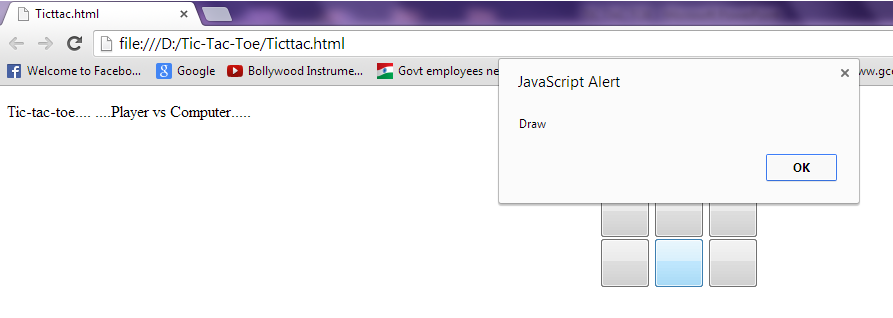 Ticttac.html
file:///D:/Tic-Tac-Toe/Ticttac.html
Welcome to Facebo... Google Bollywood Instrume... Govt employees ne
JavaScript Alert
Draw
OK
Tic-tac-toe.... ....Player vs Computer.....